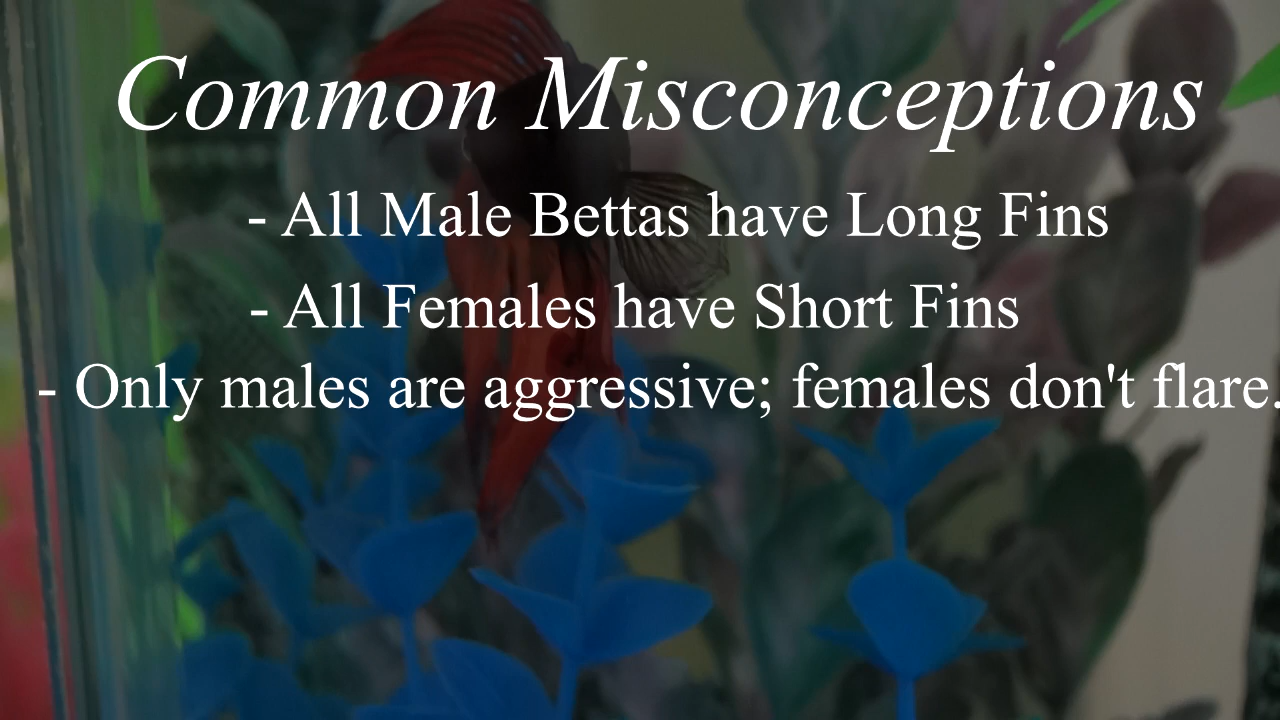 Common Misconceptions
- All Male Bettas have Long Fins
- All Females have Short Fins
- Only males are aggressive; females don't flare.